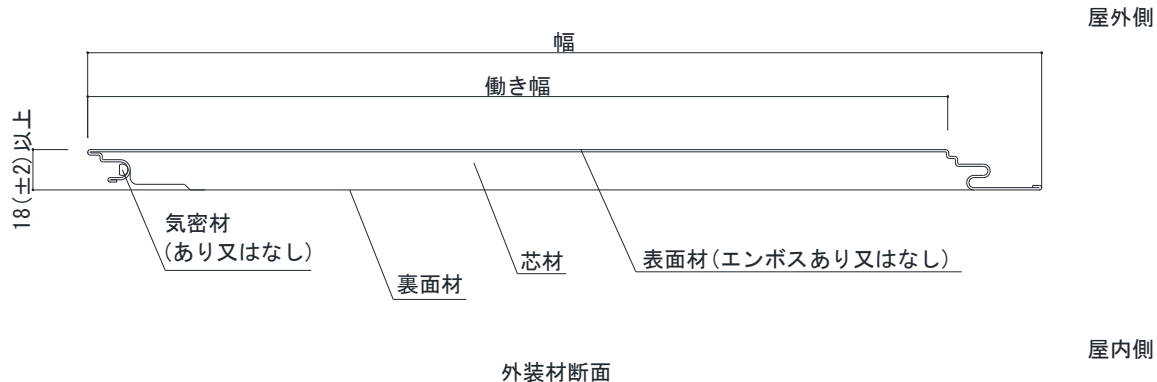 屋外側
幅
働き幅
18(±2)以上
気密材
(あり又はなし)
裏面材
芯材
表面材(エンボスあり又はなし)
屋内側
外装材断面